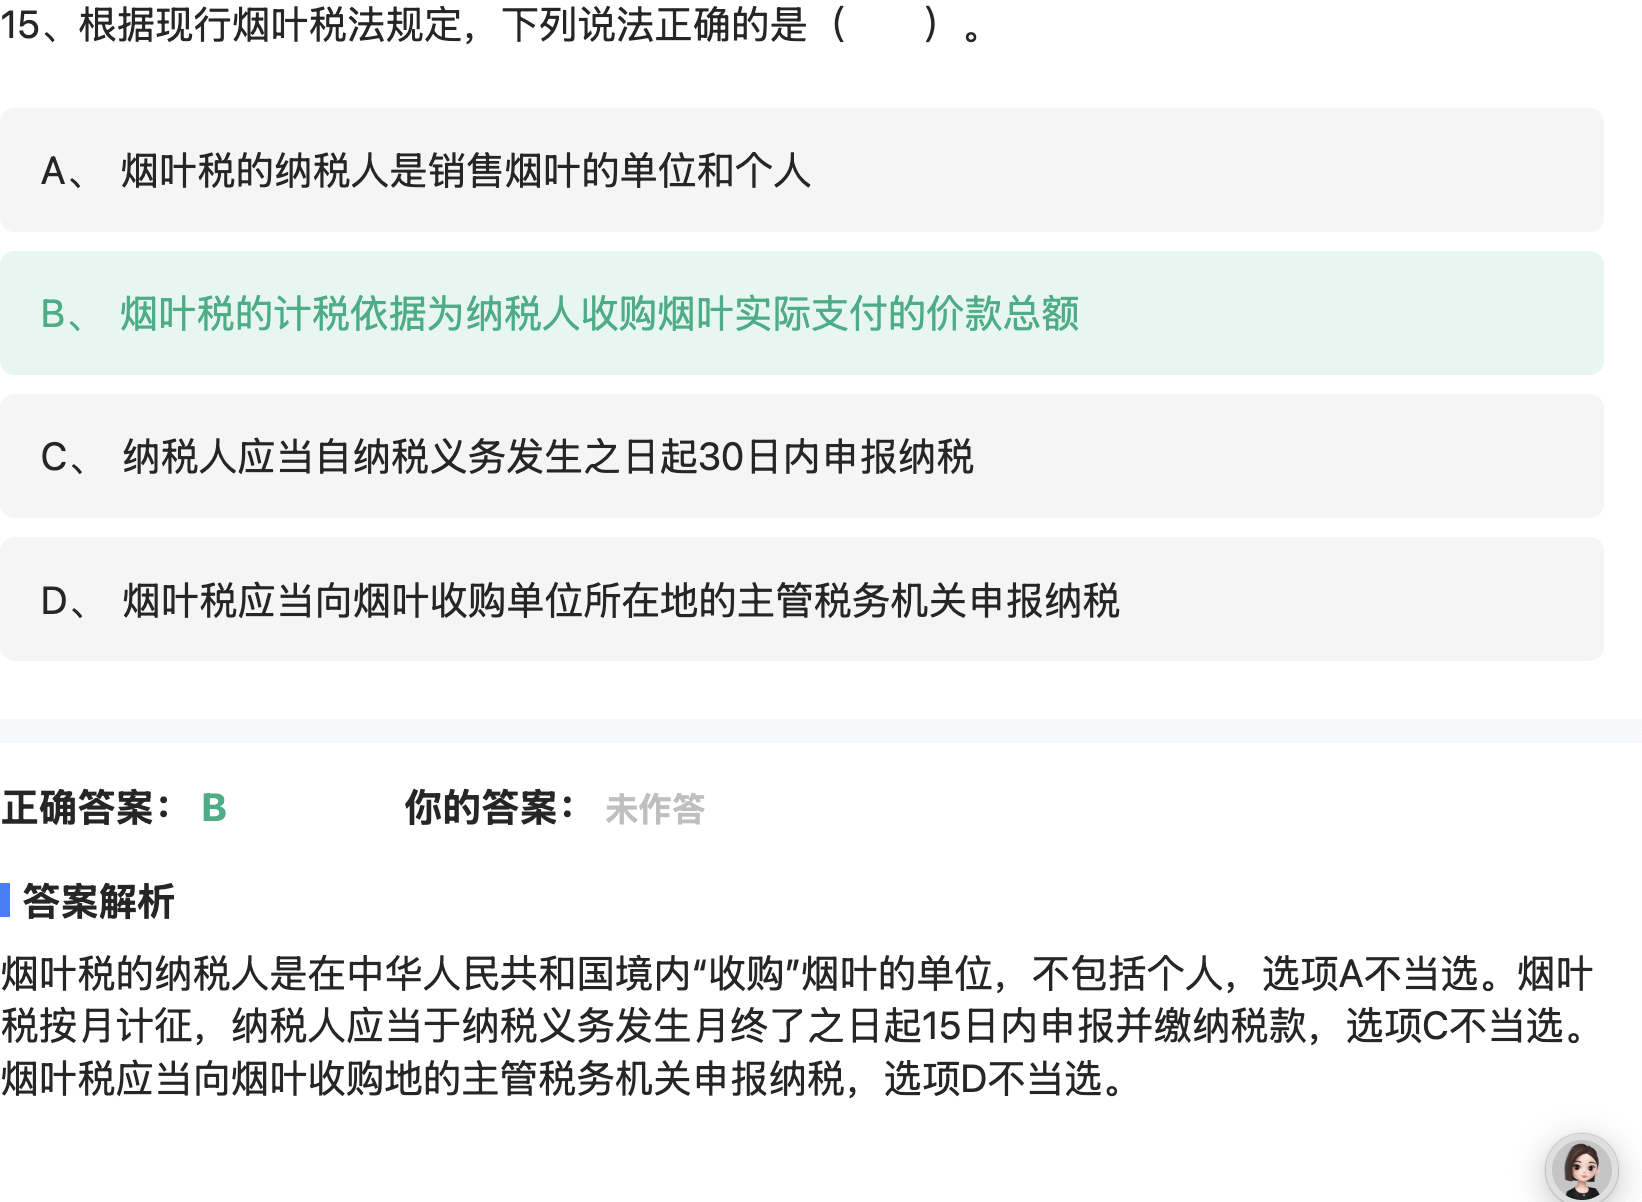 15、根据现行烟叶税法规定，下列说法正确的是（　　）。
A、 烟叶税的纳税人是销售烟叶的单位和个人
B、 烟叶税的计税依据为纳税人收购烟叶实际支付的价款总额
C、 纳税人应当自纳税义务发生之日起30日内申报纳税
D、 烟叶税应当向烟叶收购单位所在地的主管税务机关申报纳税
正确答案： B 你的答案： 未作答
答案解析
烟叶税的纳税人是在中华人民共和国境内“收购”烟叶的单位，不包括个人，选项A不当选。烟叶
税按月计征，纳税人应当于纳税义务发生月终了之日起15日内申报并缴纳税款，选项C不当选。
烟叶税应当向烟叶收购地的主管税务机关申报纳税，选项D不当选。